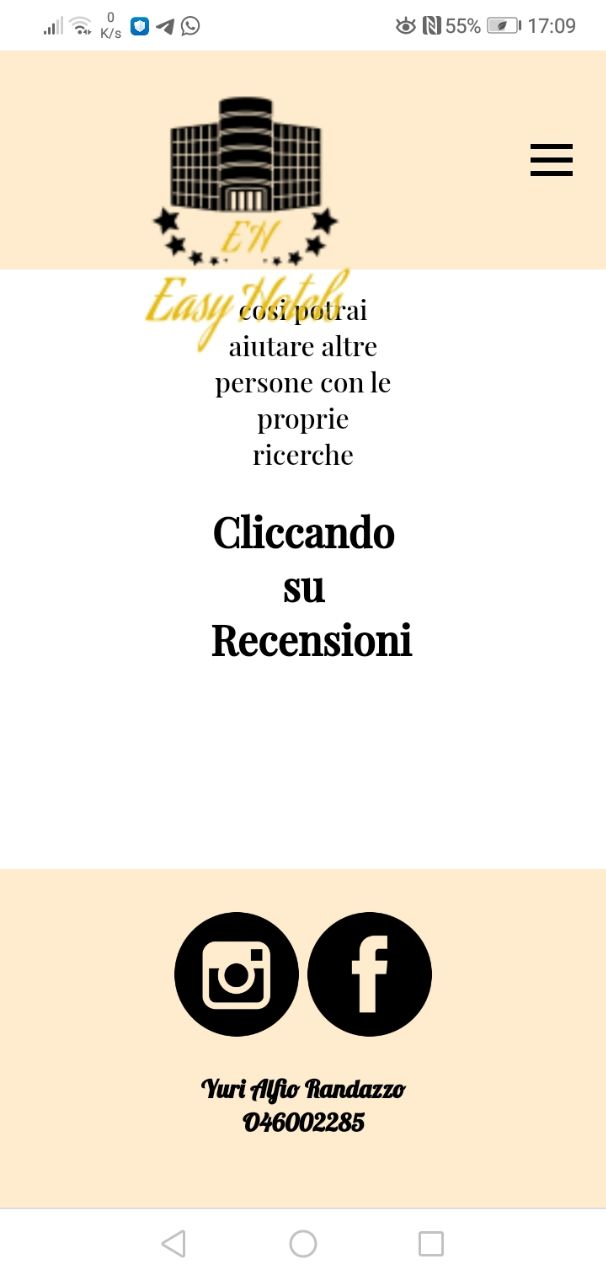 0
K/s
55%
17:09
EH
Easy Hotels
così potrai
aiutare altre
persone con le
proprie
ricerche
Cliccando
su
Recensioni
Yuri Alfio Randazzo
O46002285